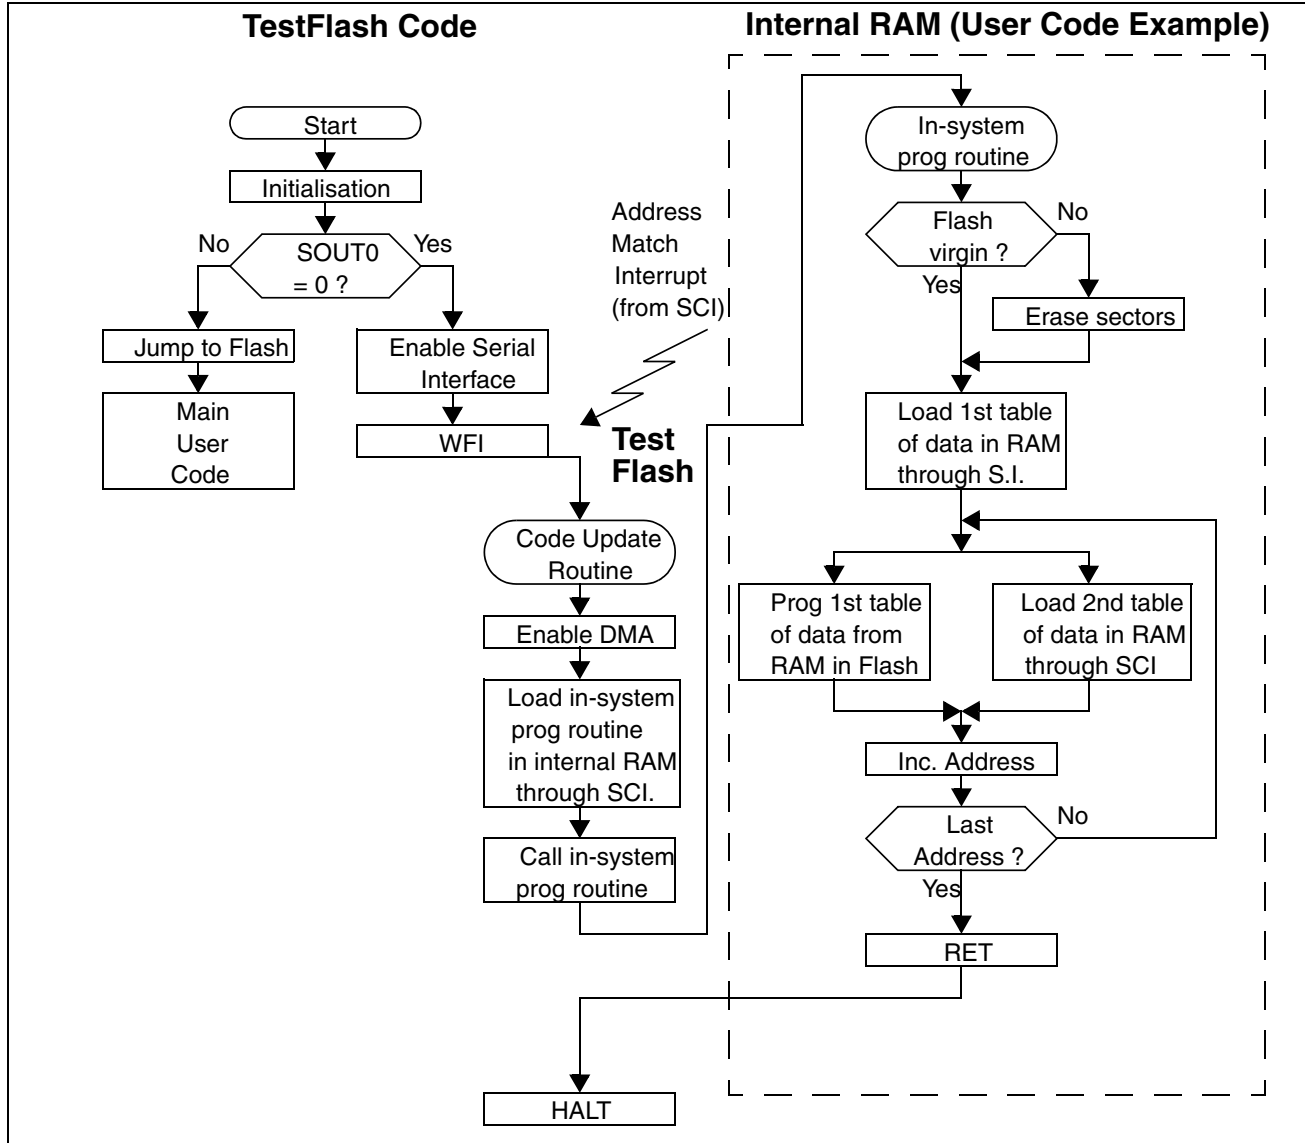 TestFlash Code
Start
Initialisation
No
SOUT0
= 0 ?
Yes
Jump to Flash
Main
User
Code
Enable Serial
Interface
WFI
Address
Match
Interrupt
(from SCI)
Test
Flash
Code Update
Routine
Enable DMA
Load in-system
prog routine
in internal RAM
through SCI.
Call in-system
prog routine
HALT
Internal RAM (User Code Example)
In-system
prog routine
Flash
virgin ?
No
Yes
Erase sectors
Load 1st table
of data in RAM
through S.I.
Prog 1st table
of data from
RAM in Flash
Load 2nd table
of data in RAM
through SCI
Inc. Address
Last
Address ?
No
Yes
RET